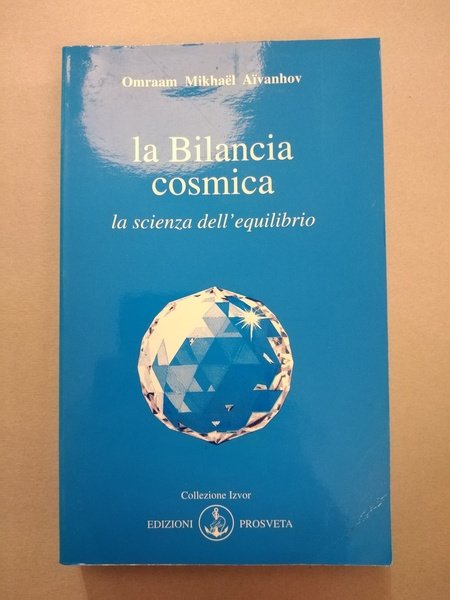 Omraam Mikhaël Aïvanhov
la Bilancia
cosmica
la scienza dell'equilibrio
Collezione Izvor
EDIZIONI PROSVETA